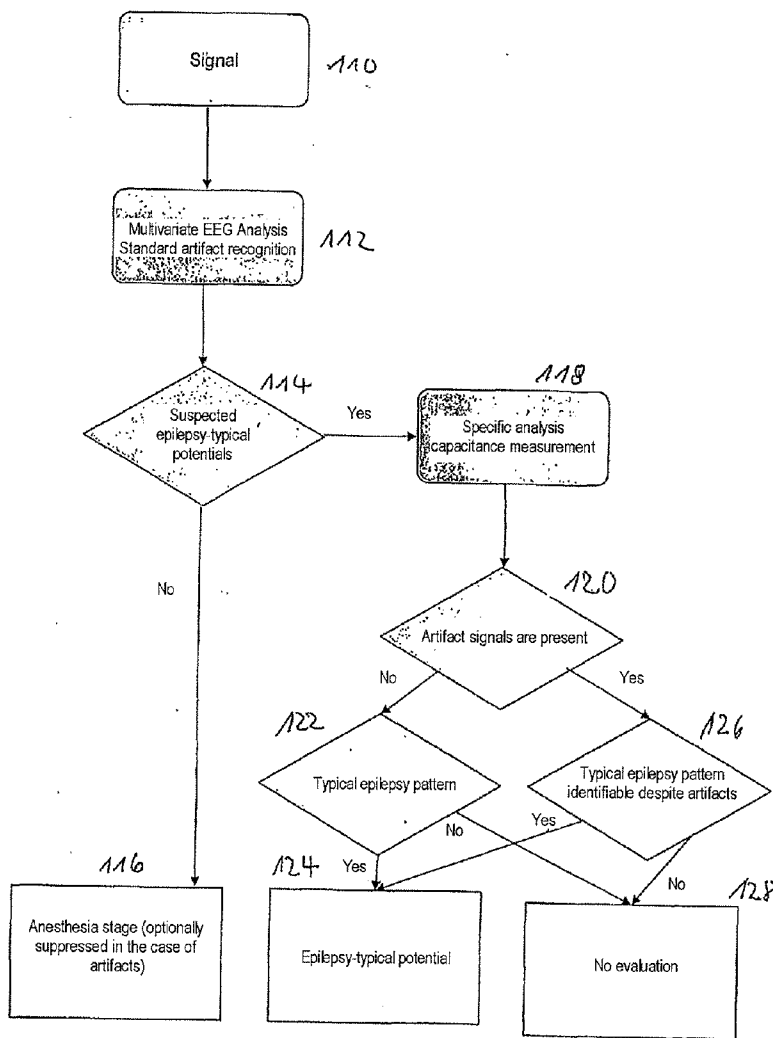 Signal
110
Multivariate EEG Analysis
Standard artifact recognition
112
114
Suspected
epilepsy-typical
potentials
Yes
118
Specific analysis
capacitance measurement
No
120
Artifact signals are present
No
Yes
122
Typical epilepsy pattern
126
Typical epilepsy pattern
identifiable despite artifacts
No
Yes
Yes
No
116
Anesthesia stage (optionally
suppressed in the case of
artifacts)
124
Epilepsy-typical potential
128
No evaluation